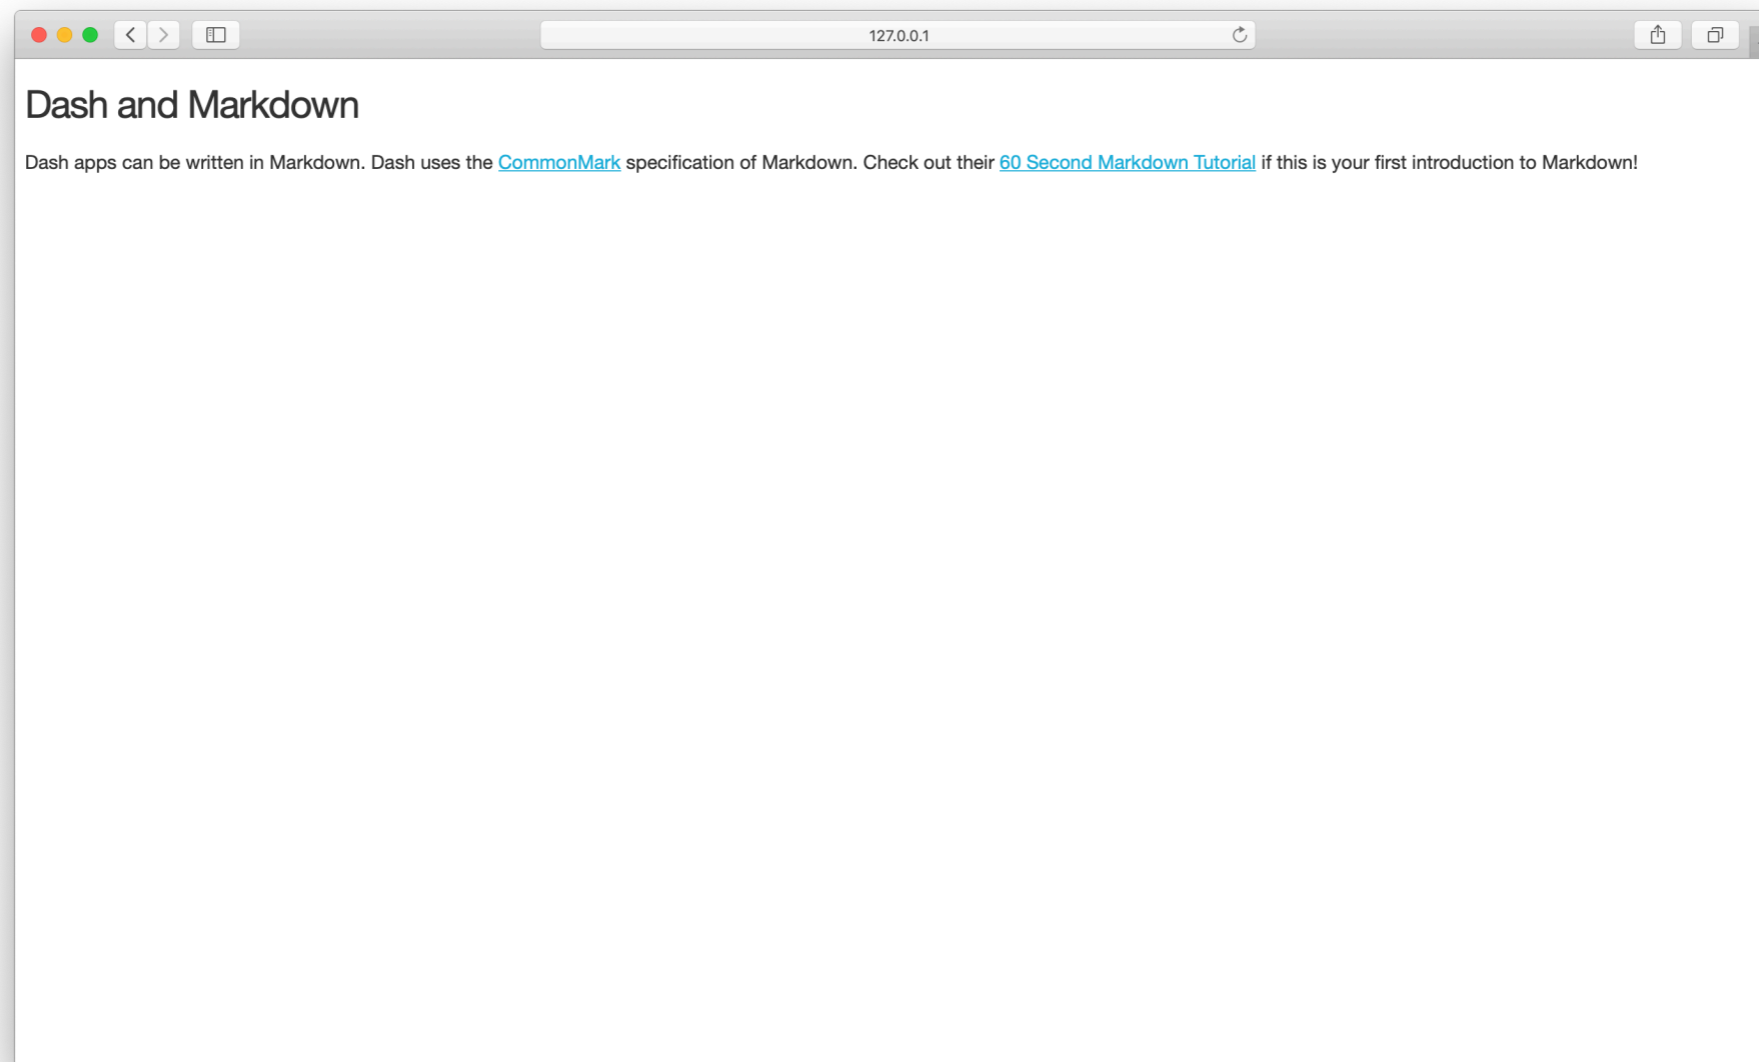 127.0.0.1
Dash and Markdown
Dash apps can be written in Markdown. Dash uses the CommonMark specification of Markdown. Check out their 60 Second Markdown Tutorial if this is your first introduction to Markdown!